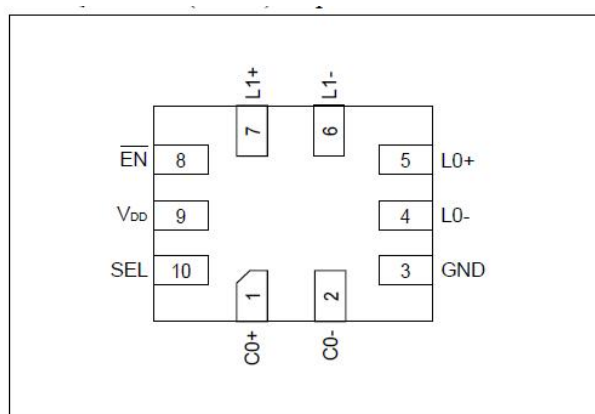 L1+ L1-
7 6
EN 8 5 L0+
VDD 9 4 L0-
SEL 10 3 GND
1 2
C0+ C0-